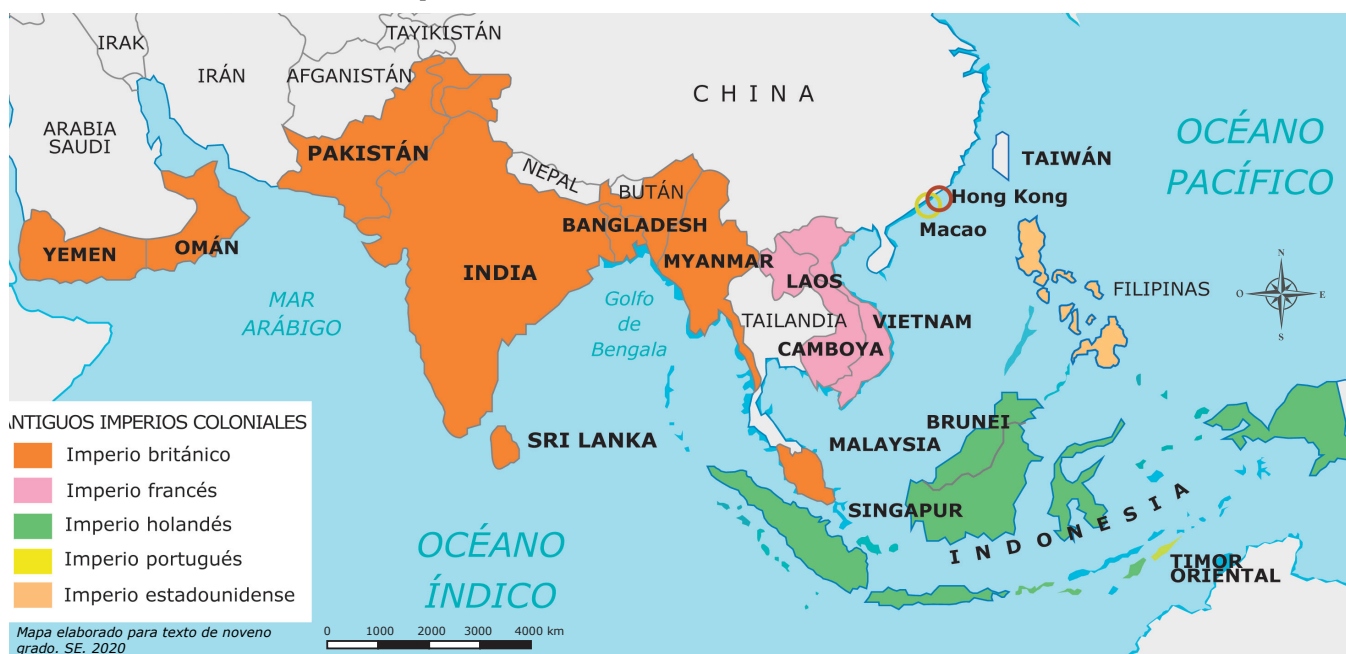 TAYIKISTÁN
IRAK
IRÁN
AFGANISTÁN
CHINA
ARABIA
SAUDI
PAKISTÁN
NEPAL
BUTÁN
TAIWÁN
OCÉANO
PACÍFICO
Hong Kong
Macao
BANGLADESH
YEMEN
OMÁN
INDIA
MYANMAR
LAOS
MAR
ARÁBIGO
Golfo
de
Bengala
TAILANDIA
VIETNAM
CAMBOYA
FILIPINAS
N
O
E
S
SRI LANKA
MALAYSIA
BRUNEI
SINGAPUR
INDONESIA
TIMOR
ORIENTAL
OCÉANO
ÍNDICO
ANTIGUOS IMPERIOS COLONIALES
Imperio británico
Imperio francés
Imperio holandés
Imperio portugués
Imperio estadounidense
Mapa elaborado para texto de noveno
grado. SE. 2020
0 1000 2000 3000 4000 km